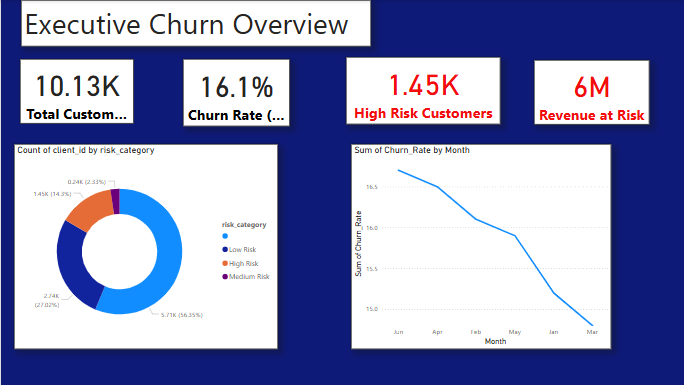 Executive Churn Overview
10.13K
Total Custom...
16.1%
Churn Rate (...
1.45K
High Risk Customers
6M
Revenue at Risk
Count of client_id by risk_category
0.24K (2.33%)
1.45K (14.3%)
2.74K
(27.02%)
5.71K (56.35%)
risk_category
Low Risk
High Risk
Medium Risk
Sum of Churn_Rate by Month
Sum of Churn_Rate
16.5
16.0
15.5
15.0
Jun Apr Feb May Jan Mar
Month